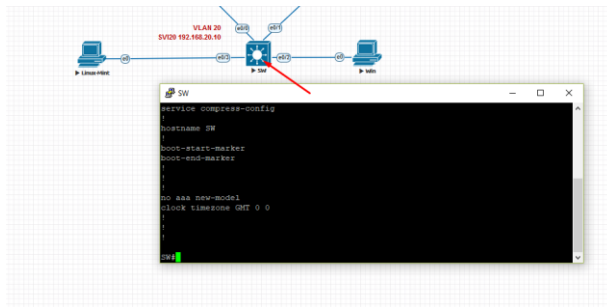 VLAN 20
SVI20 192.168.20.10
e0/0
e0/1
e0
e0/3
e0/2
e0
Linux-Mint
SW
Win
SW
service compress-config
!
hostname SW
!
boot-start-marker
boot-end-marker
!
!
!
no aaa new-model
clock timezone GMT 0 0
!
!
!
SW#